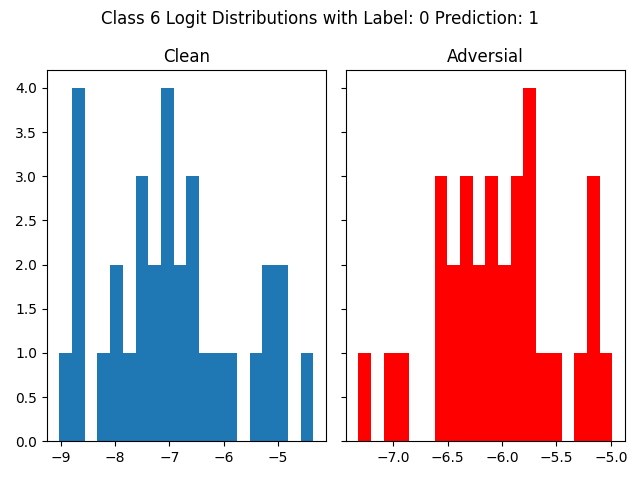 Class 6 Logit Distributions with Label: 0 Prediction: 1
Clean
Adversial
4.0
3.5
3.0
2.5
2.0
1.5
1.0
0.5
0.0
−9 −8 −7 −6 −5
−7.0 −6.5 −6.0 −5.5 −5.0